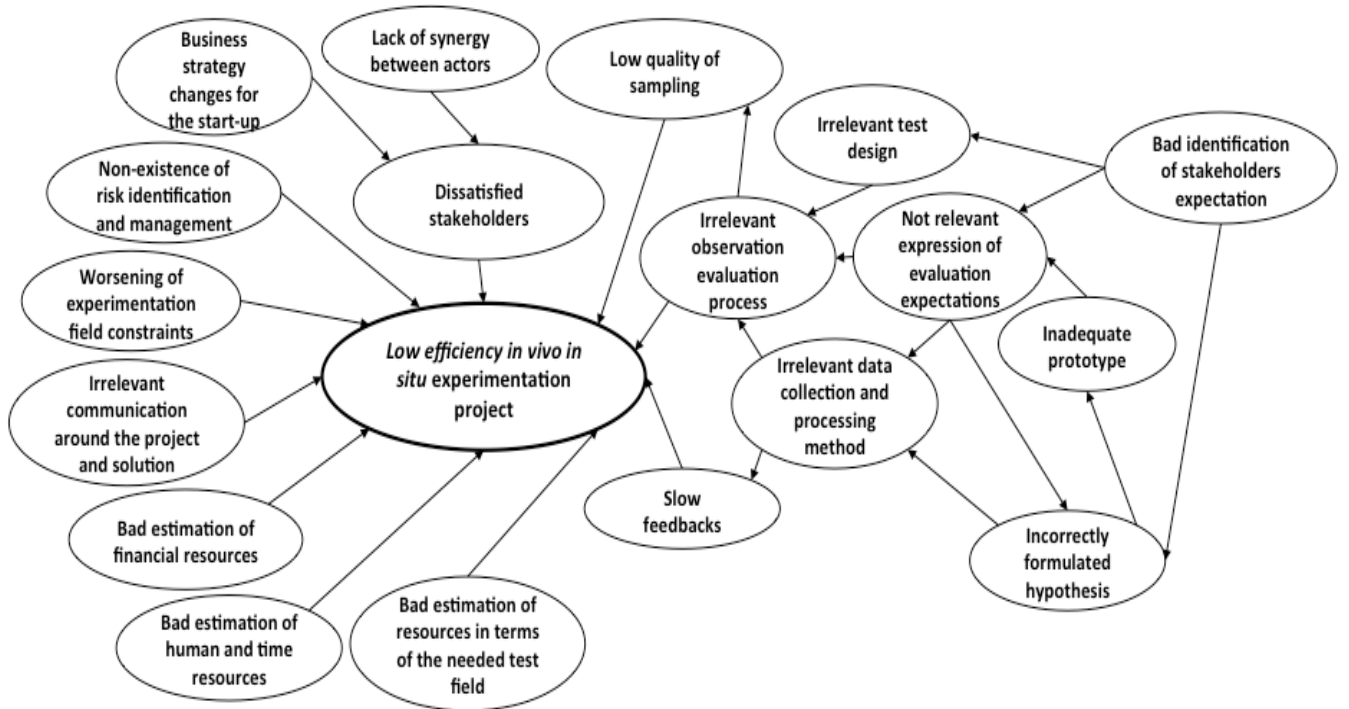 Business
strategy
changes for
the start-up
Lack of synergy
between actors
Low quality of
sampling
Irrelevant test
design
Bad identification
of stakeholders
expectation
Non-existence of
risk identification
and management
Dissatisfied
stakeholders
Irrelevant
observation
evaluation
process
Not relevant
expression of
evaluation
expectations
Worsening of
experimentation
field constraints
Inadequate
prototype
Low efficiency in vivo in
situ experimentation
project
Irrelevant data
collection and
processing
method
Irrelevant
communication
around the project
and solution
Slow
feedbacks
Incorrectly
formulated
hypothesis
Bad estimation of
financial resources
Bad estimation of
human and time
resources
Bad estimation of
resources in terms
of the needed test
field